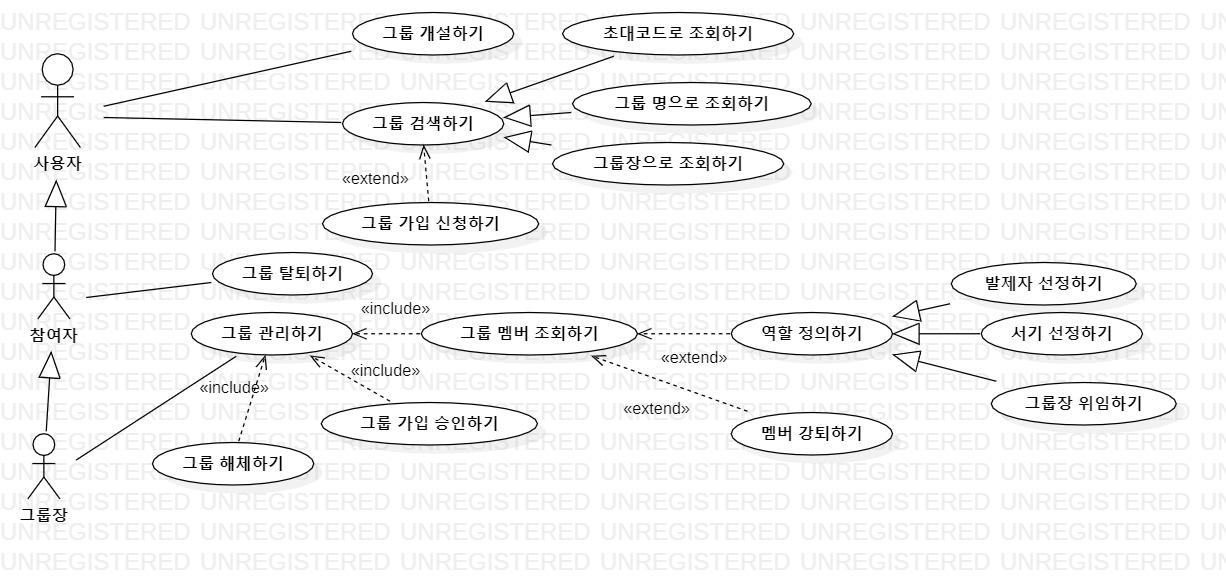 그룹 개설하기
초대코드로 조회하기
그룹 명으로 조회하기
그룹 검색하기
그룹장으로 조회하기
사용자
«extend»
그룹 가입 신청하기
그룹 탈퇴하기
발제자 선정하기
«include»
참여자
그룹 관리하기
그룹 멤버 조회하기
역할 정의하기
서기 선정하기
«extend»
«include»
«include»
그룹장 위임하기
«extend»
그룹 가입 승인하기
멤버 강퇴하기
그룹 해체하기
그룹장
UNREGISTERED